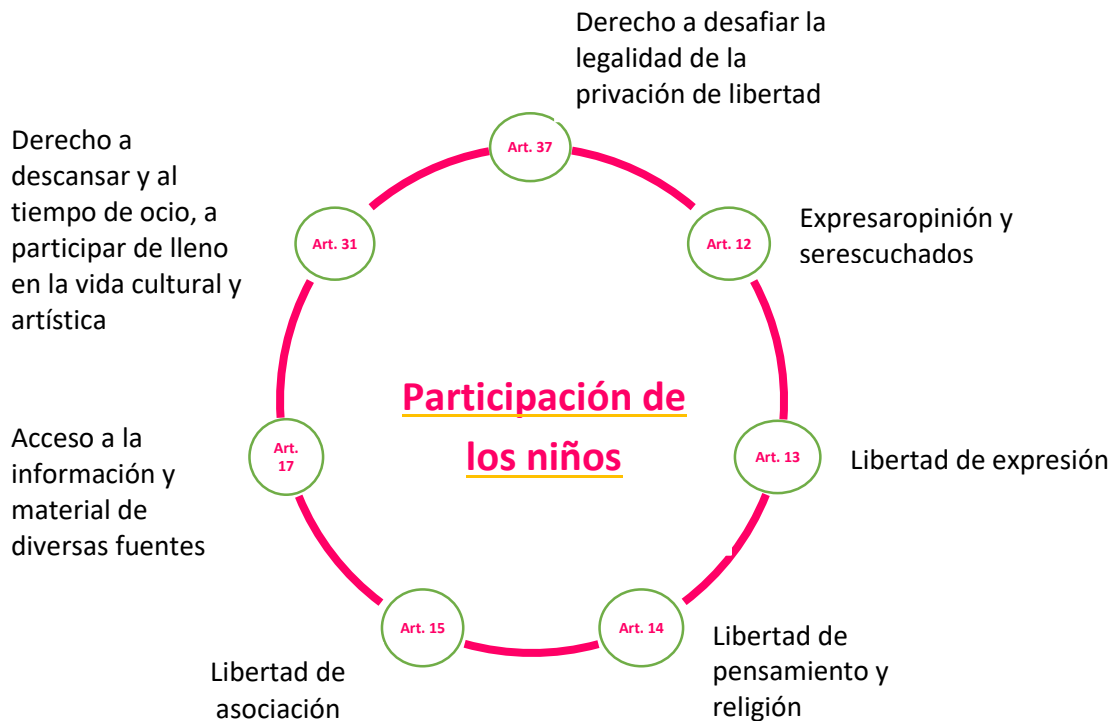 Derecho a desafiar la
legalidad de la
privación de libertad
Art. 37
Derecho a
descansar y al
tiempo de ocio, a
participar de lleno
en la vida cultural y
artística
Art. 31
Art. 12
Expresaropinión y
serescuchados
Participación de
los niños
Acceso a la
información y
material de
diversas fuentes
Art.
17
Art. 13
Libertad de expresión
Art. 15
Libertad de
asociación
Art. 14
Libertad de
pensamiento y
religión